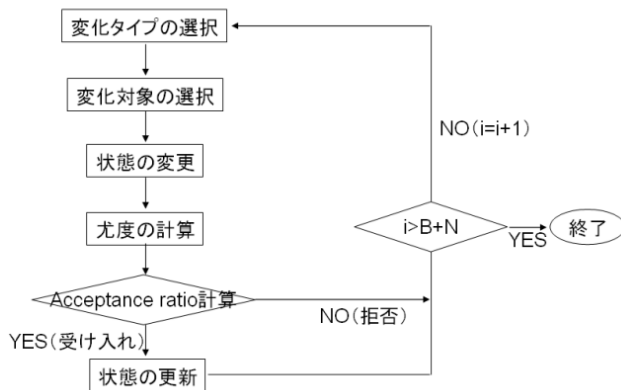 変化タイプの選択
変化対象の選択
NO(i=i+1)
状態の変更
尤度の計算
i>B+N
YES
終了
Acceptance ratio計算
NO(拒否)
YES(受け入れ)
状態の更新